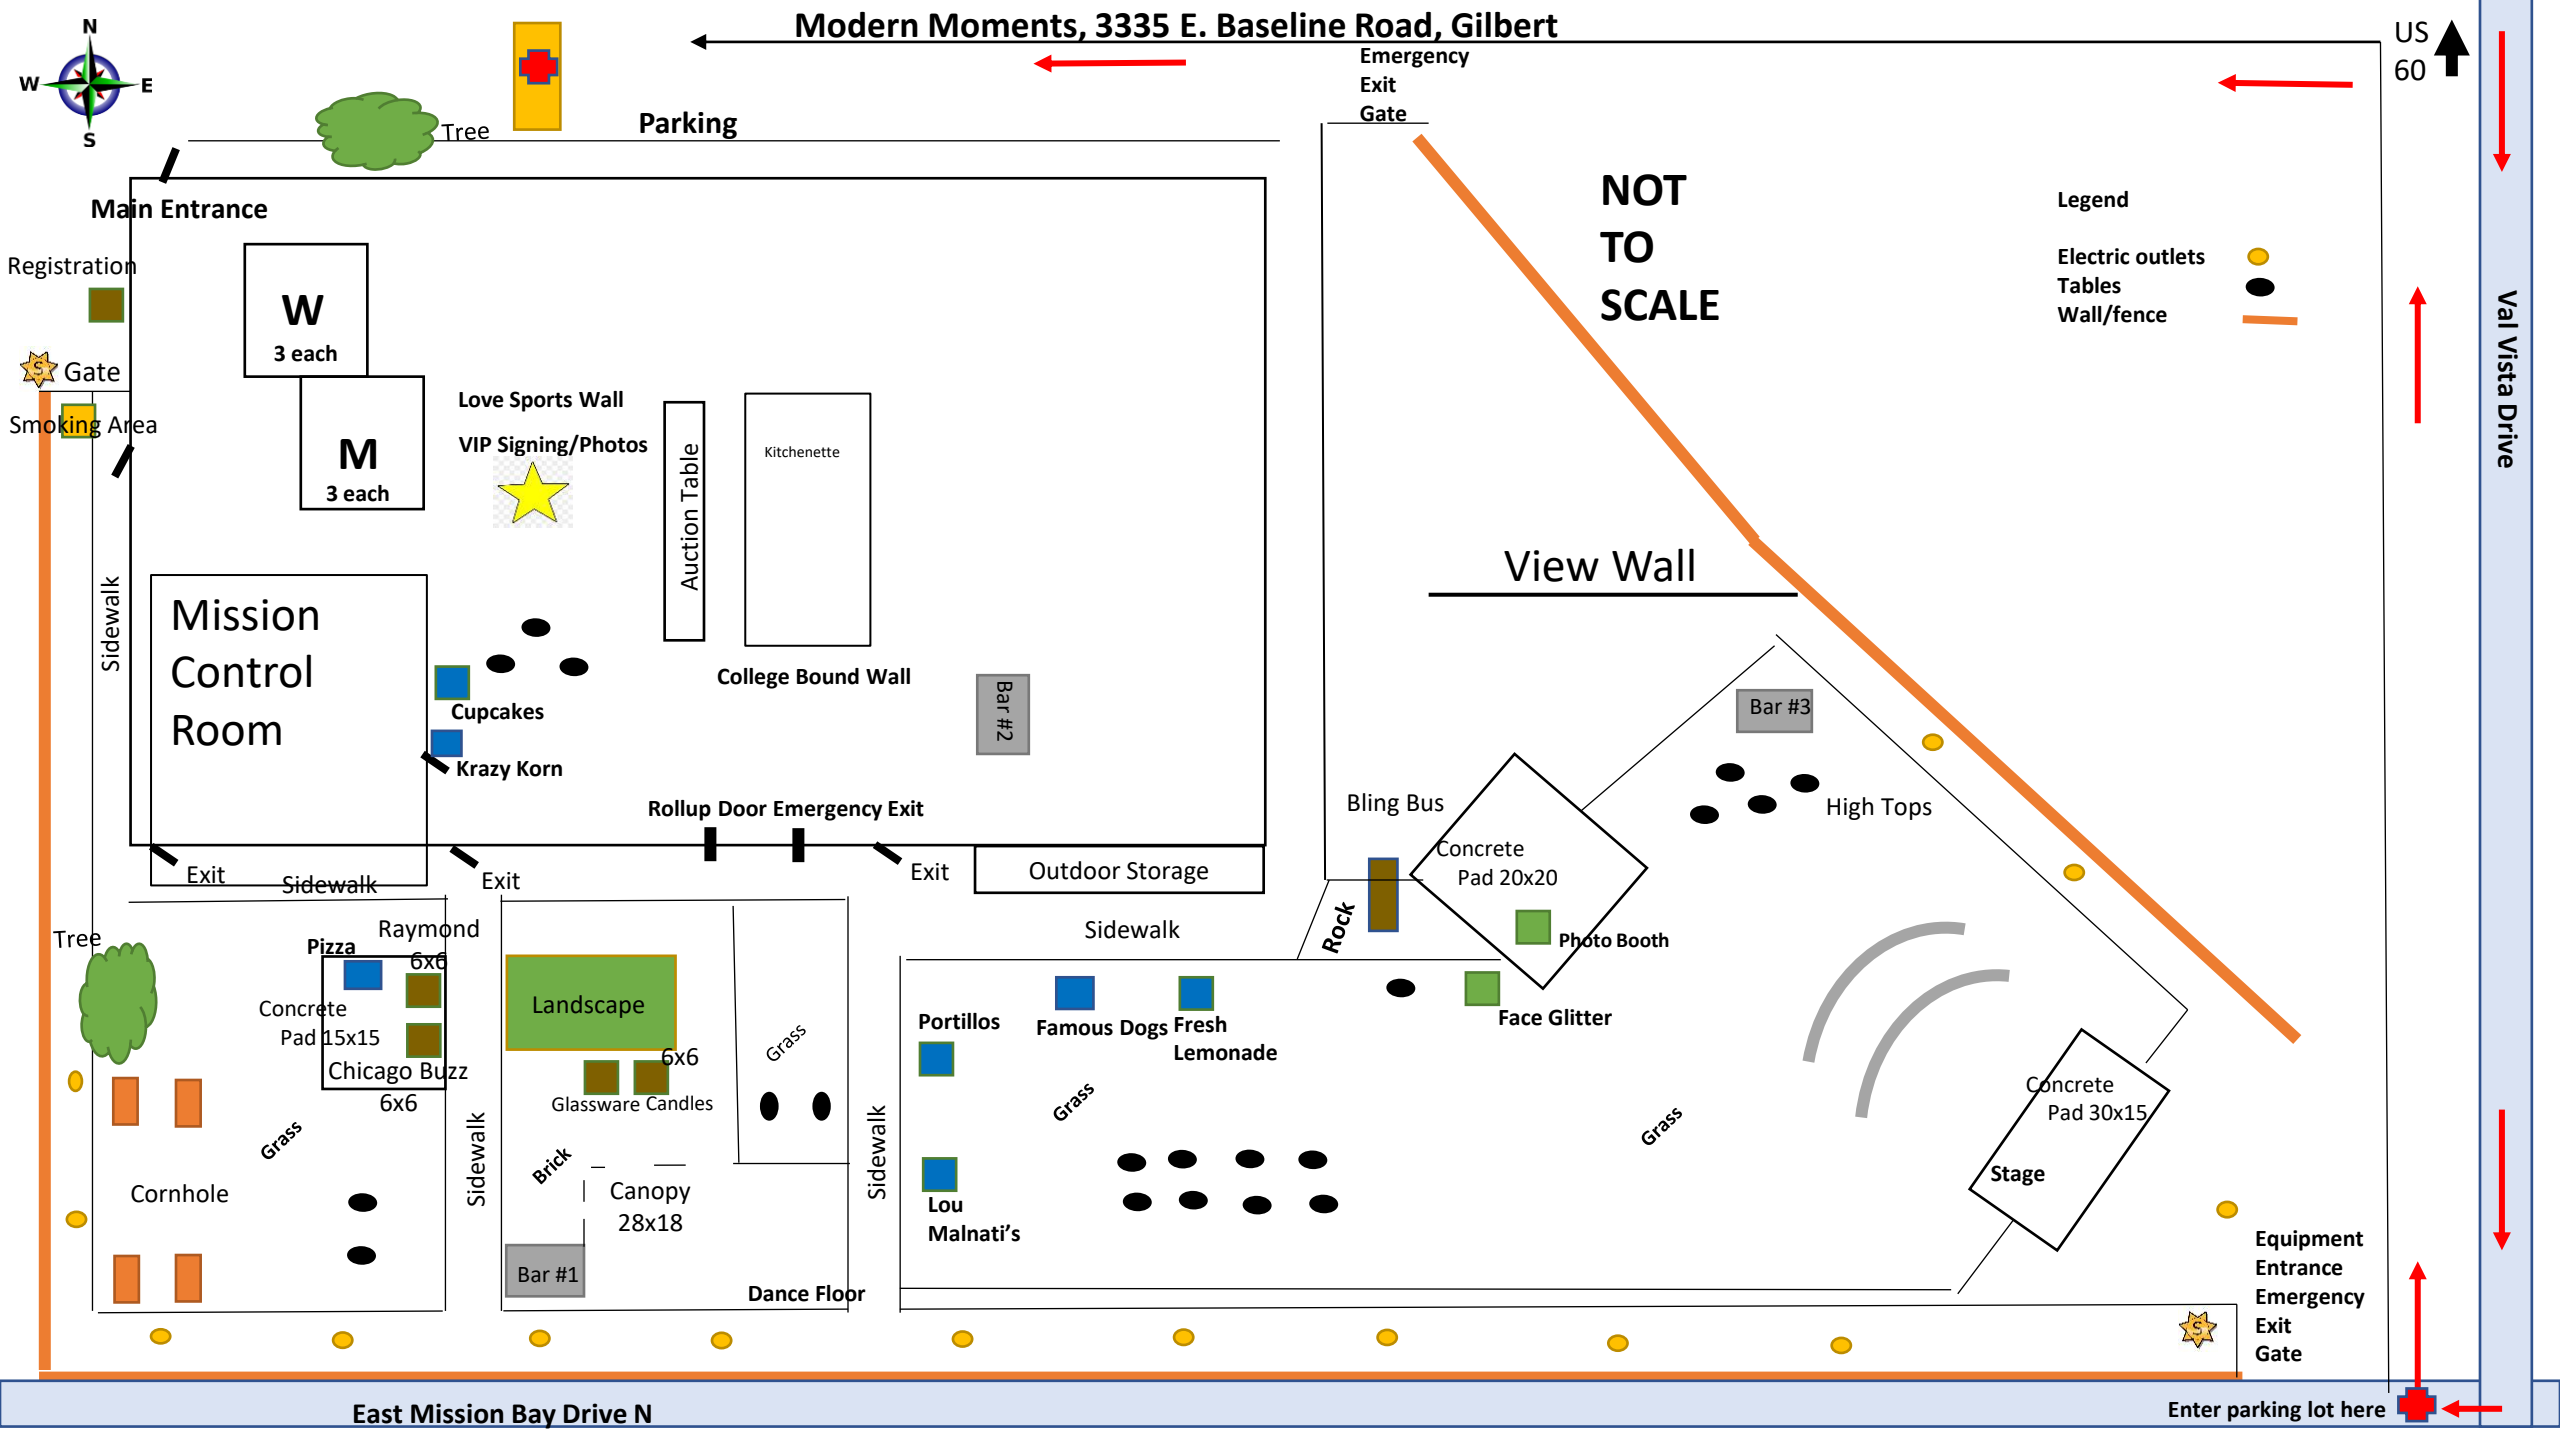 Modern Moments, 3335 E. Baseline Road, Gilbert
N
W
E
S
US
60
Emergency
Exit
Gate
Tree
Parking
Main Entrance
NOT
TO
SCALE
Legend
Electric outlets
Tables
Wall/fence
Val Vista Drive
Registration
W
3 each
S
Gate
Smoking Area
M
3 each
Love Sports Wall
VIP Signing/Photos
Auction Table
Kitchenette
View Wall
Sidewalk
Mission
Control
Room
Cupcakes
Krazy Korn
College Bound Wall
Bar #2
Bar #3
High Tops
Rollup Door Emergency Exit
Exit
Exit
Exit
Outdoor Storage
Bling Bus
Concrete
Pad 20x20
Photo Booth
Rock
Sidewalk
Sidewalk
Tree
Pizza
Raymond
6x6
Concrete
Pad 15x15
Chicago Buzz
6x6
Landscape
6x6
Glassware
Candles
Grass
Portillos
Famous Dogs
Fresh
Lemonade
Face Glitter
Grass
Grass
Grass
Cornhole
Sidewalk
Brick
Canopy
28x18
Bar #1
Dance Floor
Sidewalk
Lou
Malnati’s
Concrete
Pad 30x15
Stage
Equipment
Entrance
Emergency
Exit
Gate
S
East Mission Bay Drive N
Enter parking lot here